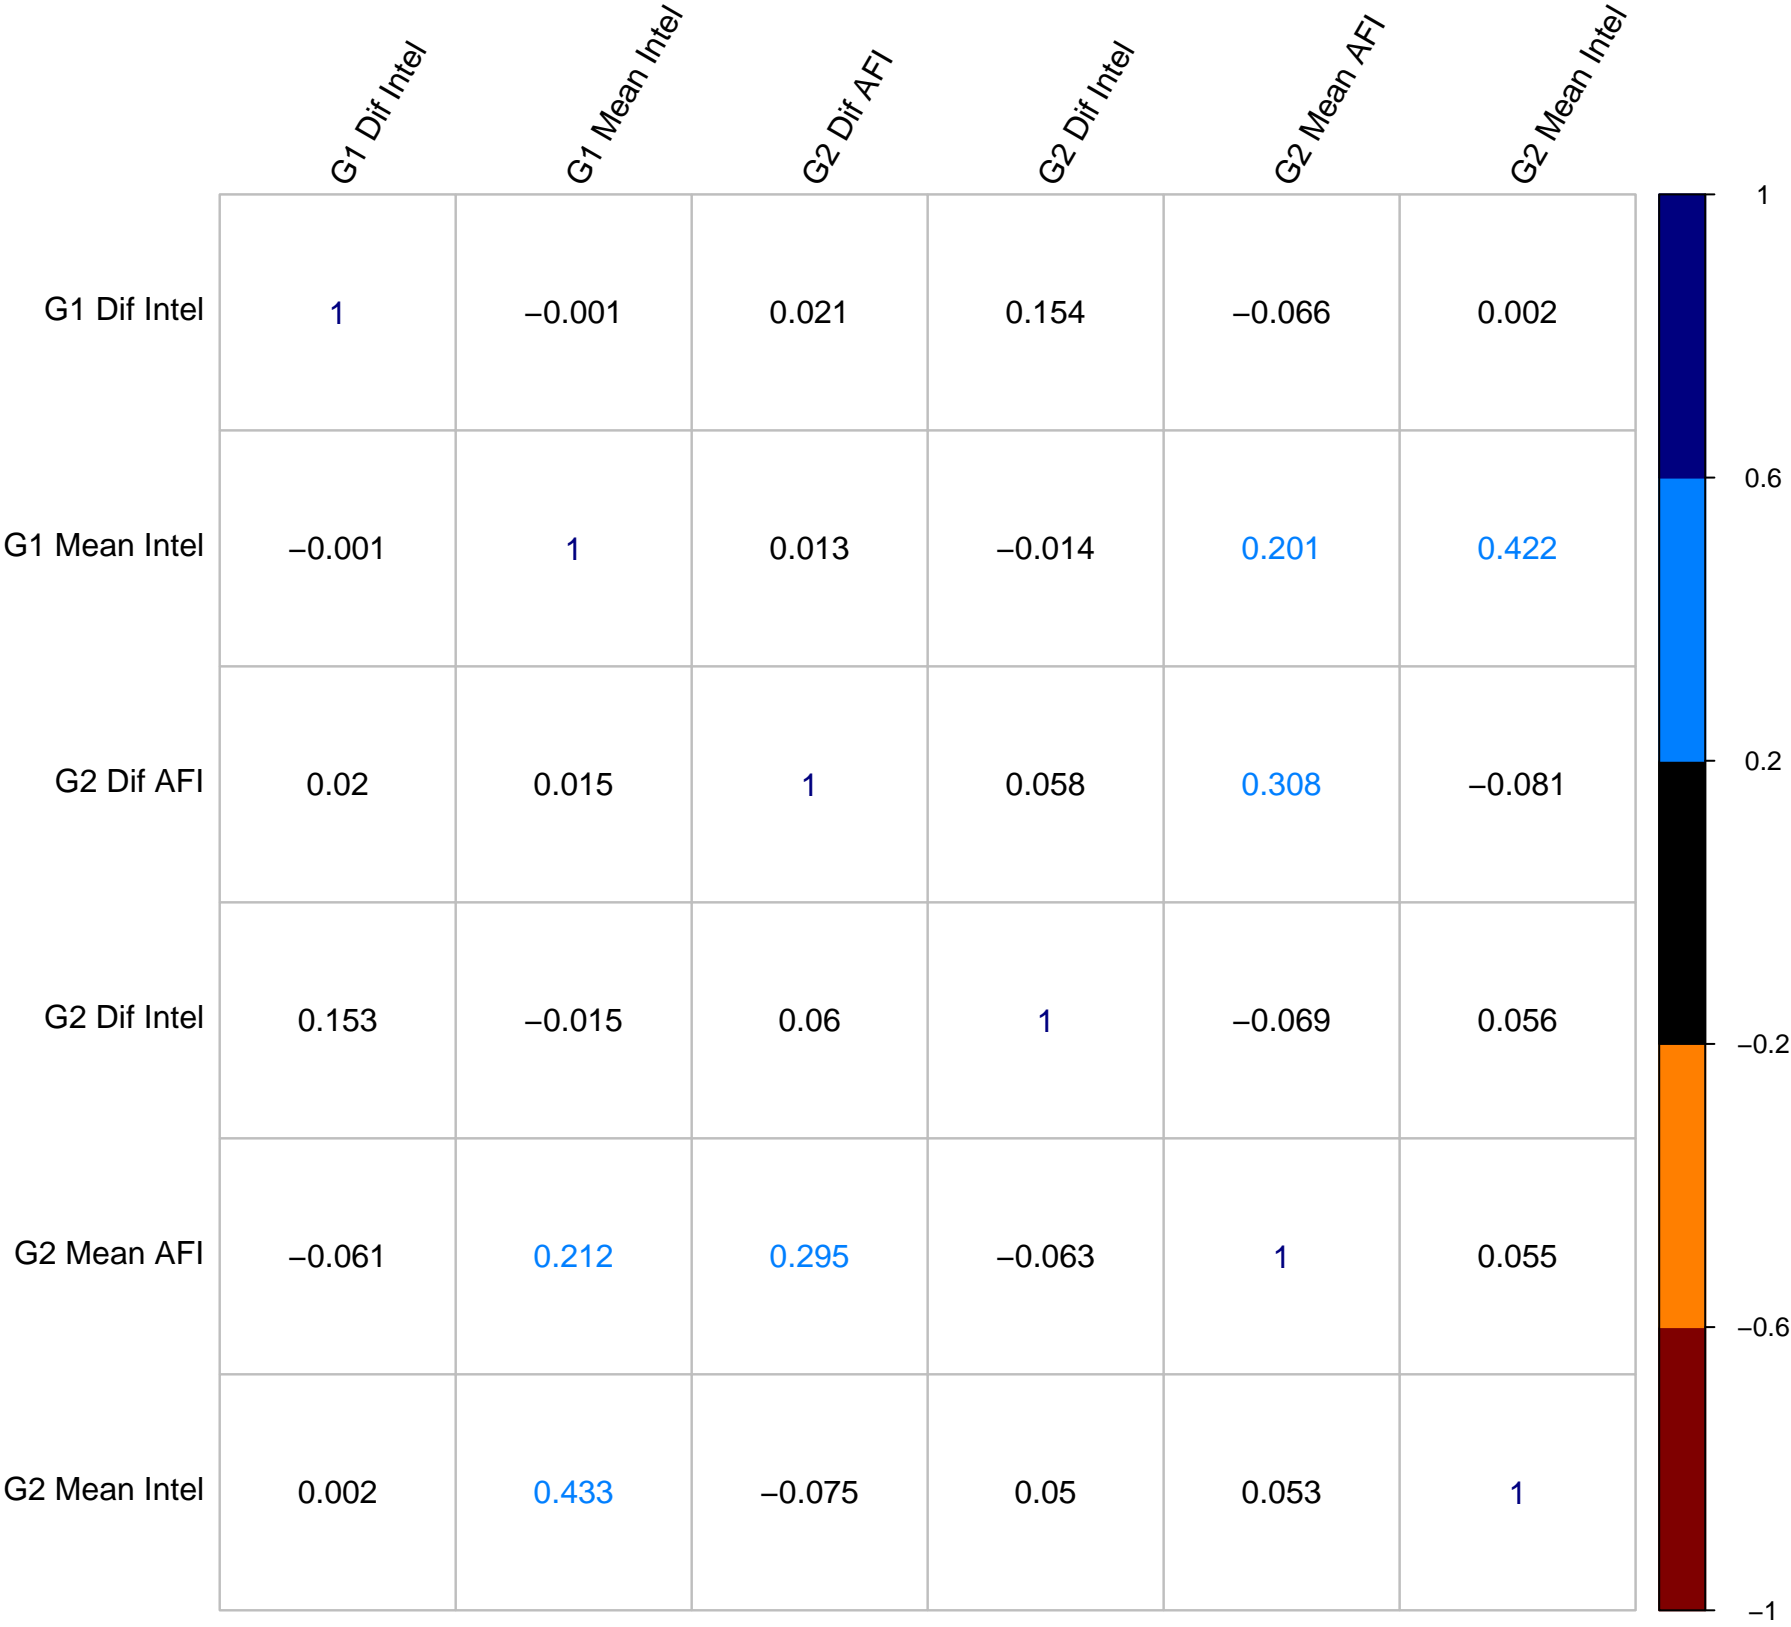 G1 Dif Intel G1 Mean Intel G2 Dif AFI G2 Dif Intel G2 Mean AFI G2 Mean Intel
G1 Dif Intel 1 −0.001 0.021 0.154 −0.066 0.002
G1 Mean Intel −0.001 1 0.013 −0.014 0.201 0.422
G2 Dif AFI 0.02 0.015 1 0.058 0.308 −0.081
G2 Dif Intel 0.153 −0.015 0.06 1 −0.069 0.056
G2 Mean AFI −0.061 0.212 0.295 −0.063 1 0.055
G2 Mean Intel 0.002 0.433 −0.075 0.05 0.053 1
1
0.6
0.2
−0.2
−0.6
−1